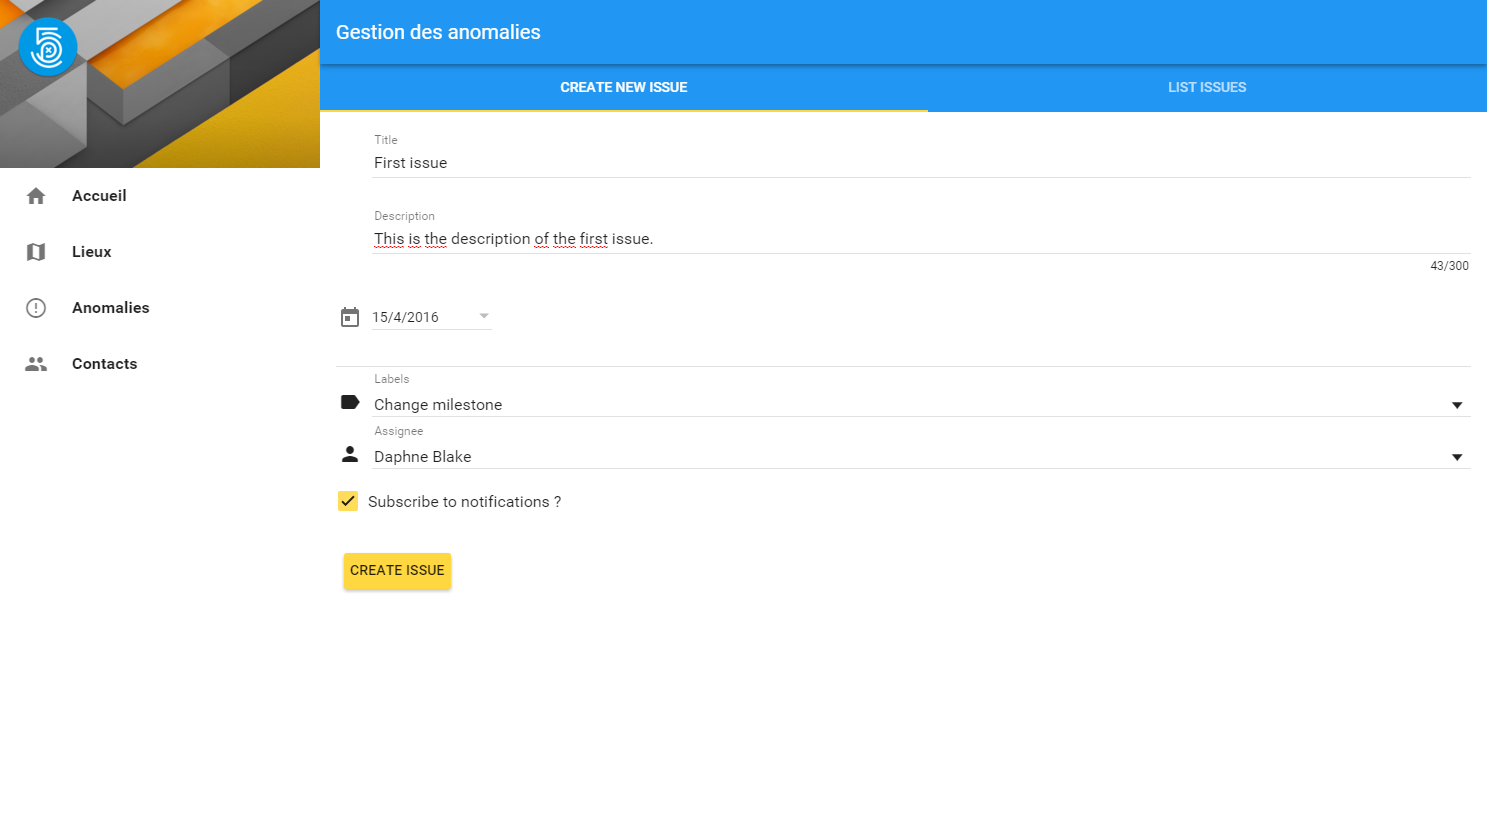 Gestion des anomalies
CREATE NEW ISSUE
LIST ISSUES
Accueil
Lieux
Anomalies
Contacts
Title
First issue
Description
This is the description of the first issue.
43/300
15/4/2016
Labels
Change milestone
Assignee
Daphne Blake
Subscribe to notifications ?
CREATE ISSUE